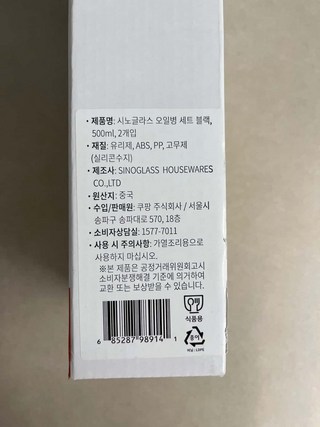 • 제품명: 시노글라스 오일병 세트 블랙,
500ml, 2개입
• 재질: 유리제, ABS, PP, 고무제
(실리콘수지)
• 제조사: SINOGLASS HOUSEWARES
CO.,LTD
• 원산지: 중국
• 수입/판매원: 쿠팡 주식회사 / 서울시
송파구 송파대로 570, 18층
• 소비자상담실: 1577-7011
• 사용 시 주의사항: 가열조리용으로
사용하지 마십시오.
※본 제품은 공정거래위원회고시
소비자분쟁해결 기준에 의거하여
교환 또는 보상받을 수 있습니다.
식품용
6 85287 98914 1